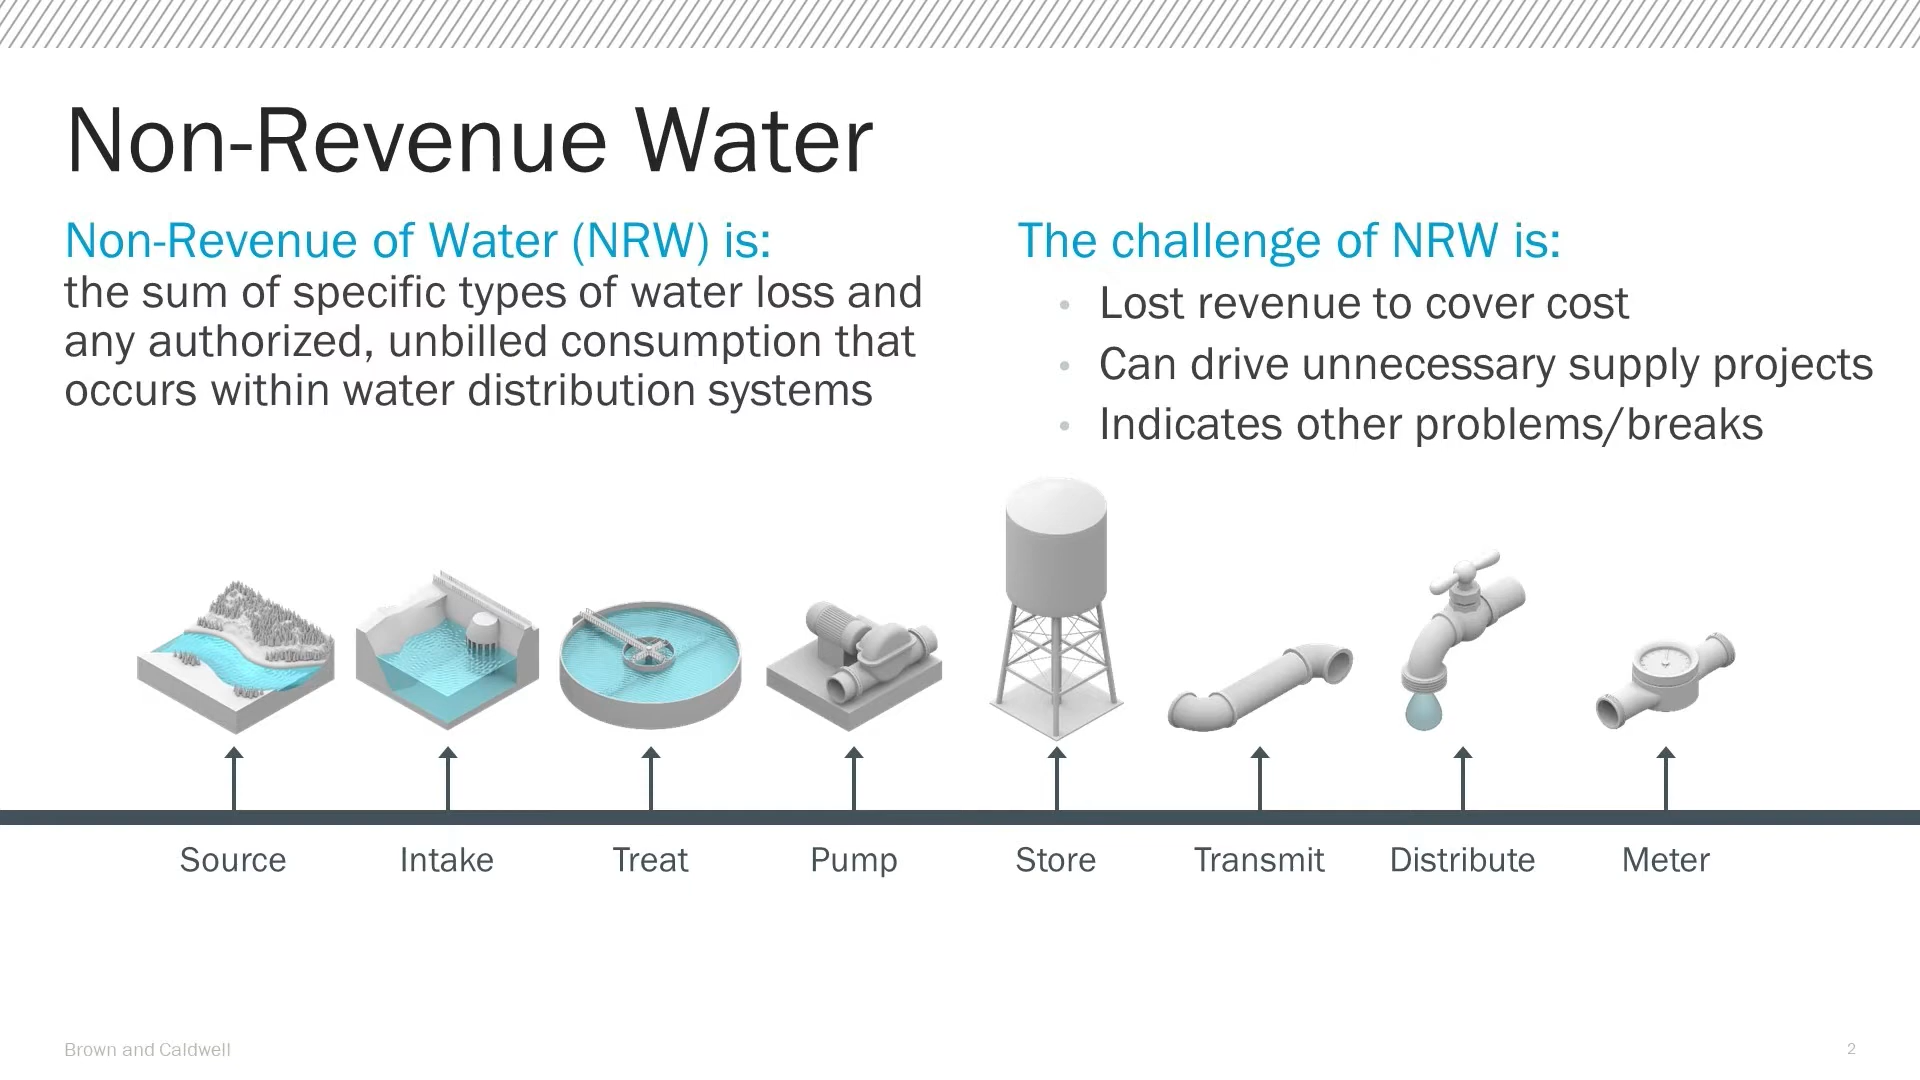 Non-Revenue Water
Non-Revenue of Water (NRW) is:
the sum of specific types of water loss and
any authorized, unbilled consumption that
occurs within water distribution systems
The challenge of NRW is:
• Lost revenue to cover cost
• Can drive unnecessary supply projects
• Indicates other problems/breaks
Source Intake Treat Pump Store Transmit Distribute Meter
Brown and Caldwell
2